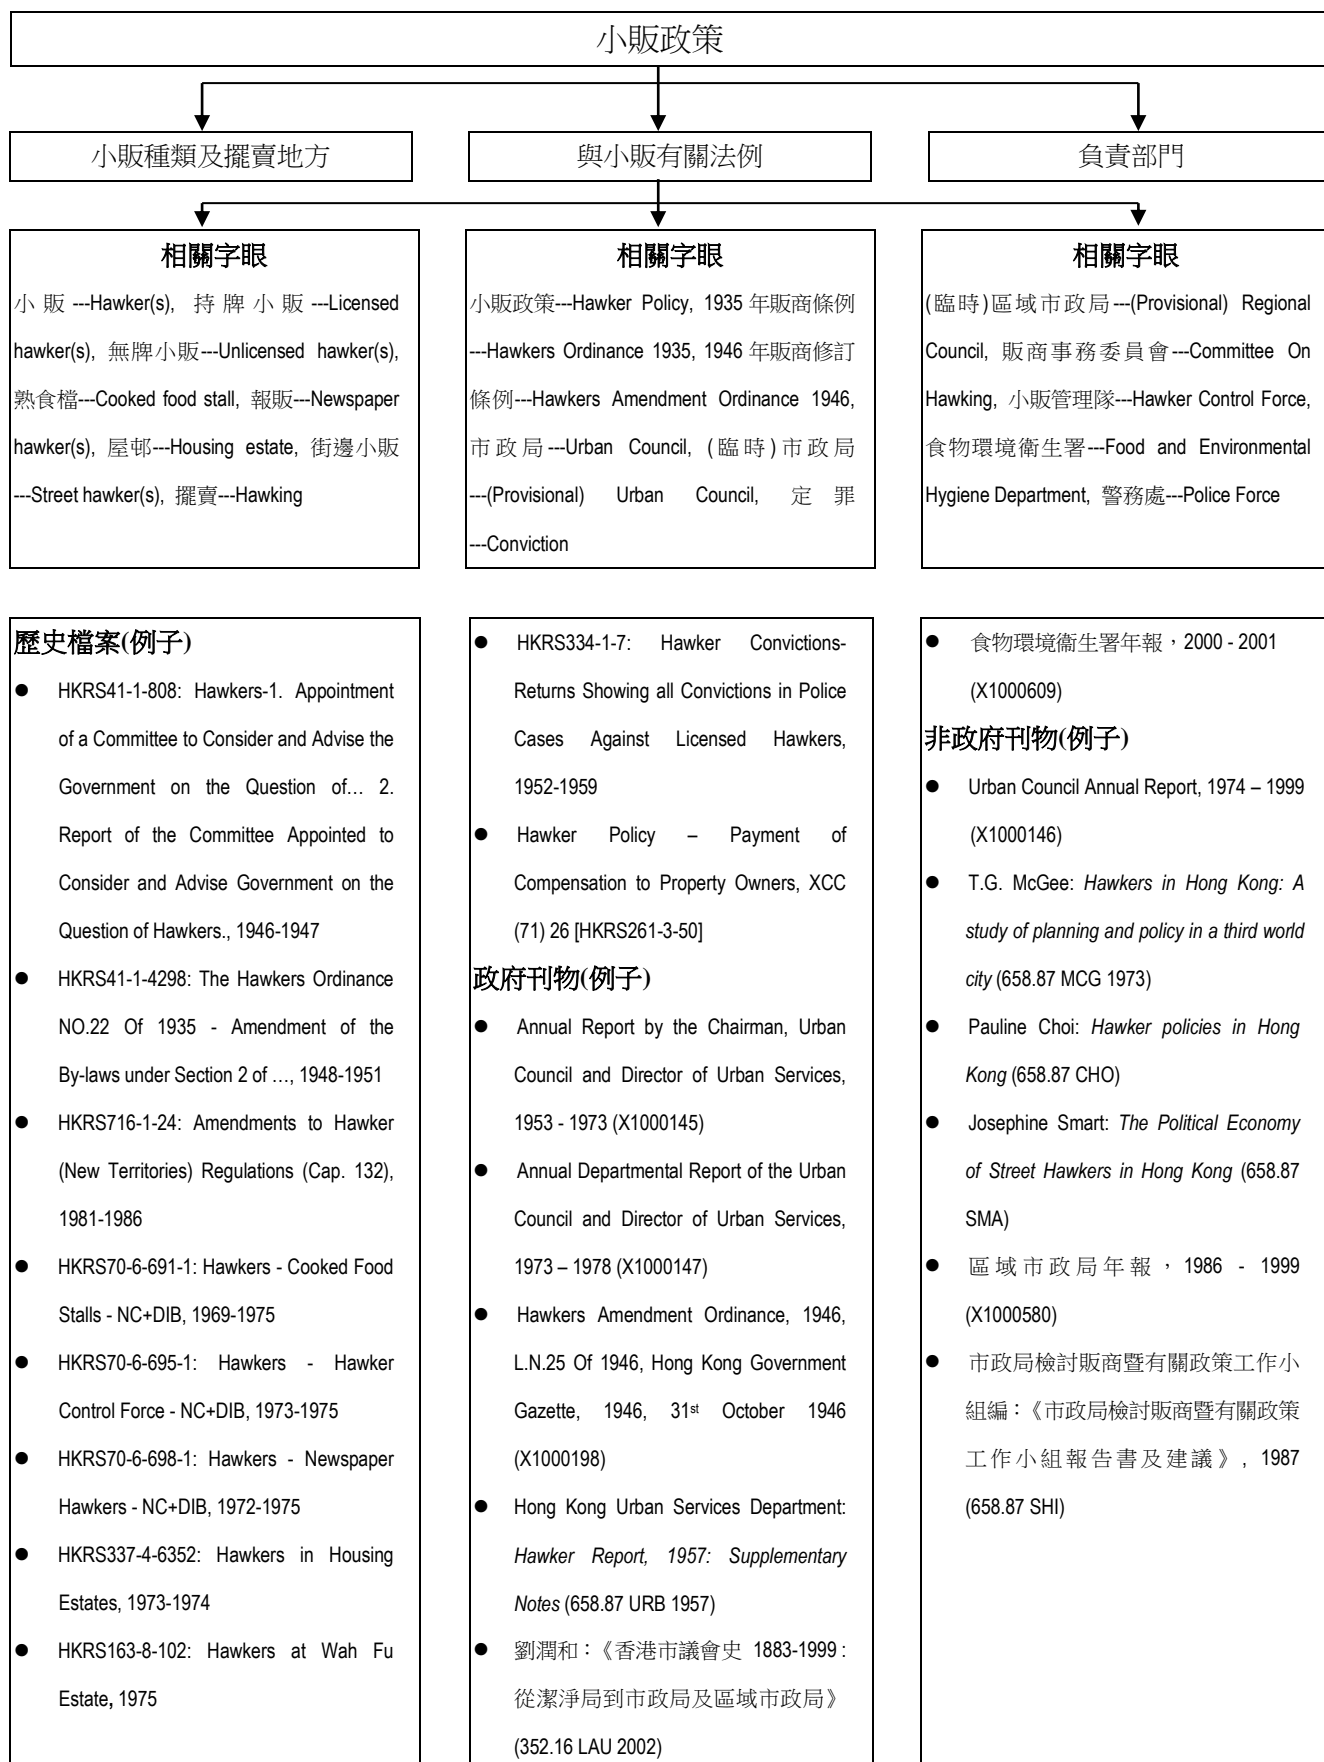 小販政策
小販種類及擺賣地方
與小販有關法例
負責部門
相關字眼
小販---Hawker(s), 持牌小販---Licensed
hawker(s), 無牌小販---Unlicensed hawker(s),
熟食檔---Cooked food stall, 報販---Newspaper
hawker(s), 屋邨---Housing estate, 街邊小販
---Street hawker(s), 擺賣---Hawking
相關字眼
小販政策---Hawker Policy, 1935 年販商條例
---Hawkers Ordinance 1935, 1946 年販商修訂
條例---Hawkers Amendment Ordinance 1946,
市政局---Urban Council, (臨時)市政局
---(Provisional) Urban Council, 定罪
---Conviction
相關字眼
(臨時)區域市政局---(Provisional) Regional
Council, 販商事務委員會---Committee On
Hawking, 小販管理隊---Hawker Control Force,
食物環境衛生署---Food and Environmental
Hygiene Department, 警務處---Police Force
歷史檔案(例子)
● HKRS41-1-808: Hawkers-1. Appointment
of a Committee to Consider and Advise the
Government on the Question of… 2.
Report of the Committee Appointed to
Consider and Advise Government on the
Question of Hawkers., 1946-1947
● HKRS41-1-4298: The Hawkers Ordinance
NO.22 Of 1935 - Amendment of the
By-laws under Section 2 of …, 1948-1951
● HKRS716-1-24: Amendments to Hawker
(New Territories) Regulations (Cap. 132),
1981-1986
● HKRS70-6-691-1: Hawkers - Cooked Food
Stalls - NC+DIB, 1969-1975
● HKRS70-6-695-1: Hawkers - Hawker
Control Force - NC+DIB, 1973-1975
● HKRS70-6-698-1: Hawkers - Newspaper
Hawkers - NC+DIB, 1972-1975
● HKRS337-4-6352: Hawkers in Housing
Estates, 1973-1974
● HKRS163-8-102: Hawkers at Wah Fu
Estate, 1975
● HKRS334-1-7: Hawker Convictions-
Returns Showing all Convictions in Police
Cases Against Licensed Hawkers,
1952-1959
● Hawker Policy – Payment of
Compensation to Property Owners, XCC
(71) 26 [HKRS261-3-50]
政府刊物(例子)
● Annual Report by the Chairman, Urban
Council and Director of Urban Services,
1953 - 1973 (X1000145)
● Annual Departmental Report of the Urban
Council and Director of Urban Services,
1973 – 1978 (X1000147)
● Hawkers Amendment Ordinance, 1946,
L.N.25 Of 1946, Hong Kong Government
Gazette, 1946, 31st October 1946
(X1000198)
● Hong Kong Urban Services Department:
Hawker Report, 1957: Supplementary
Notes (658.87 URB 1957)
● 劉潤和：《香港市議會史 1883-1999 :
從潔淨局到市政局及區域市政局》
(352.16 LAU 2002)
● 食物環境衞生署年報，2000 - 2001
(X1000609)
非政府刊物(例子)
● Urban Council Annual Report, 1974 – 1999
(X1000146)
● T.G. McGee: Hawkers in Hong Kong: A
study of planning and policy in a third world
city (658.87 MCG 1973)
● Pauline Choi: Hawker policies in Hong
Kong (658.87 CHO)
● Josephine Smart: The Political Economy
of Street Hawkers in Hong Kong (658.87
SMA)
● 區域市政局年報，1986 - 1999
(X1000580)
● 市政局檢討販商暨有關政策工作小
組編：《市政局檢討販商暨有關政策
工作小組報告書及建議》, 1987
(658.87 SHI)